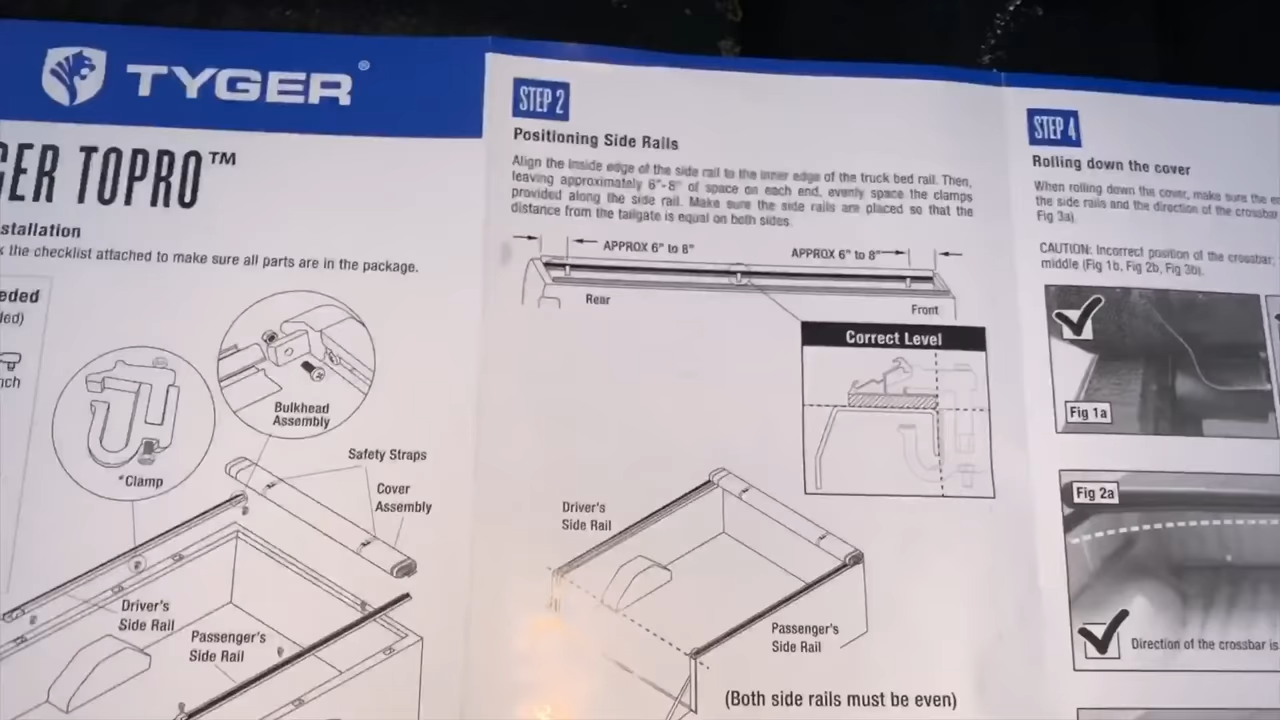 TYGER®
TOPRO™
k the checklist attached to make sure all parts are in the package.
Bulkhead
Assembly
*Clamp
Safety Straps
Cover
Assembly
Driver's
Side Rail
Passenger's
Side Rail
STEP 2
Positioning Side Rails
Align the inside edge of the side rail to the inner edge of the truck bed rail. Then,
leaving approximately 6"-8" of space on each end, evenly space the clamps
provided along the side rail. Make sure the side rails are placed so that the
distance from the tailgate is equal on both sides.
APPROX 6" to 8"
APPROX 6" to 8"
Rear
Front
Correct Level
Driver's
Side Rail
Passenger's
Side Rail
(Both side rails must be even)
STEP 4
Rolling down the cover
When rolling down the cover, make sure the
the side rails and the direction of the crossbar
Fig 3a).
CAUTION: Incorrect position of the crossbar;
middle (Fig 1b, Fig 2b, Fig 3b).
Fig 1a
Fig 2a
Direction of the crossbar is